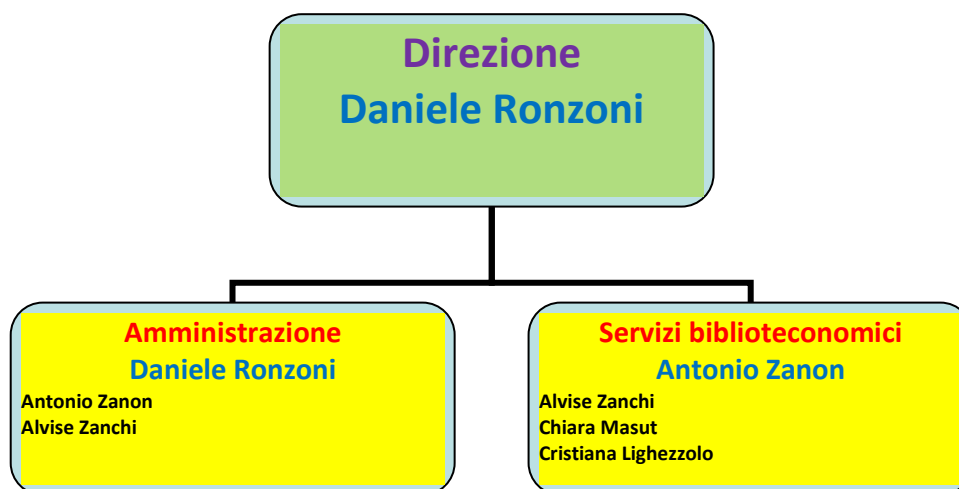 Direzione
Daniele Ronzoni
Amministrazione
Daniele Ronzoni
Antonio Zanon
Alvise Zanchi
Servizi biblioteconomici
Antonio Zanon
Alvise Zanchi
Chiara Masut
Cristiana Lighezzolo